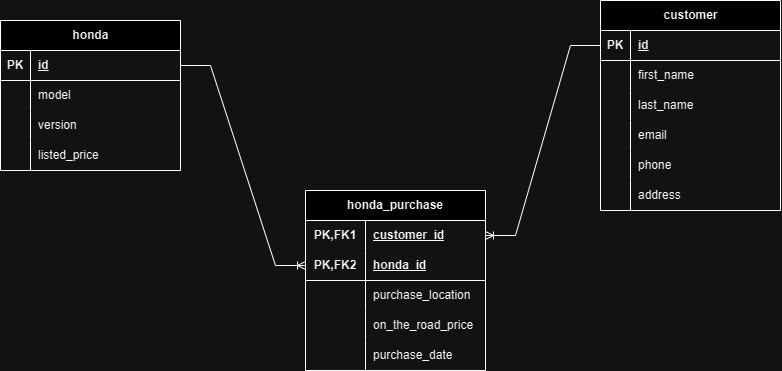 honda
PK id
model
version
listed_price
customer
PK id
first_name
last_name
email
phone
address
honda_purchase
PK,FK1 customer_id
PK,FK2 honda_id
purchase_location
on_the_road_price
purchase_date